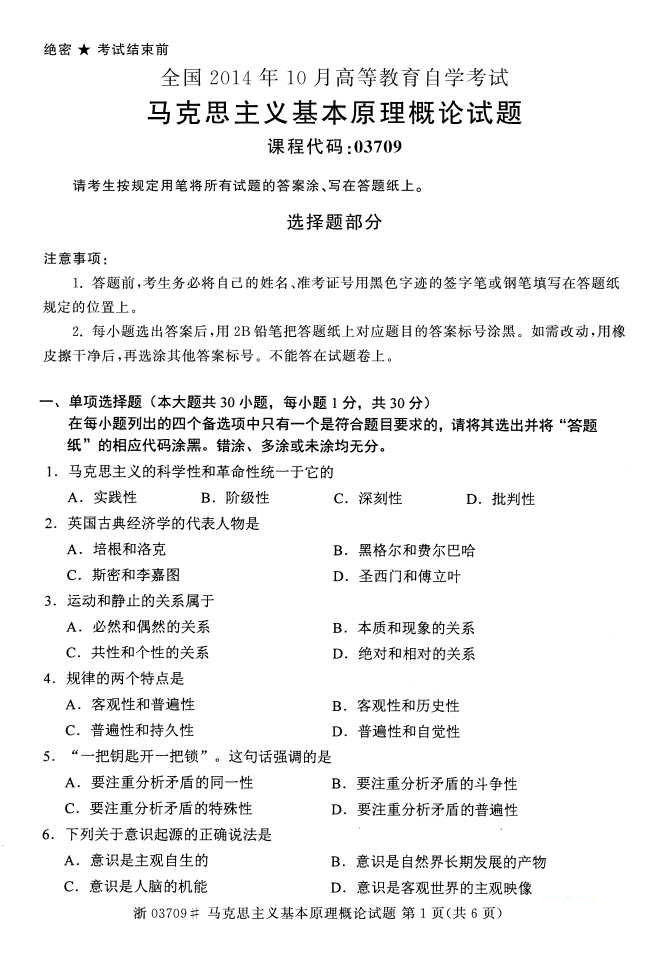 绝密 ★ 考试结束前
全国 2014 年 10 月高等教育自学考试
马克思主义基本原理概论试题
课程代码:03709
请考生按规定用笔将所有试题的答案涂、写在答题纸上。
选择题部分
注意事项:
1. 答题前,考生务必将自己的姓名、准考证号用黑色字迹的签字笔或钢笔填写在答题纸
规定的位置上。
2. 每小题选出答案后,用 2B 铅笔把答题纸上对应题目的答案标号涂黑。如需改动,用橡
皮擦干净后,再选涂其他答案标号。不能答在试题卷上。
一、单项选择题（本大题共 30 小题，每小题 1 分，共 30 分）
在每小题列出的四个备选项中只有一个是符合题目要求的，请将其选出并将“答题
纸”的相应代码涂黑。错涂、多涂或未涂均无分。
1．马克思主义的科学性和革命性统一于它的
A．实践性 B．阶级性 C．深刻性 D．批判性
2．英国古典经济学的代表人物是
A．培根和洛克 B．黑格尔和费尔巴哈
C．斯密和李嘉图 D．圣西门和傅立叶
3．运动和静止的关系属于
A．必然和偶然的关系 B．本质和现象的关系
C．共性和个性的关系 D．绝对和相对的关系
4．规律的两个特点是
A．客观性和普遍性 B．客观性和历史性
C．普遍性和持久性 D．普遍性和自觉性
5．“一把钥匙开一把锁”。这句话强调的是
A．要注重分析矛盾的同一性 B．要注重分析矛盾的斗争性
C．要注重分析矛盾的特殊性 D．要注重分析矛盾的普遍性
6．下列关于意识起源的正确说法是
A．意识是主观自生的 B．意识是自然界长期发展的产物
C．意识是人脑的机能 D．意识是客观世界的主观映像
浙 03709# 马克思主义基本原理概论试题 第 1 页(共 6 页)